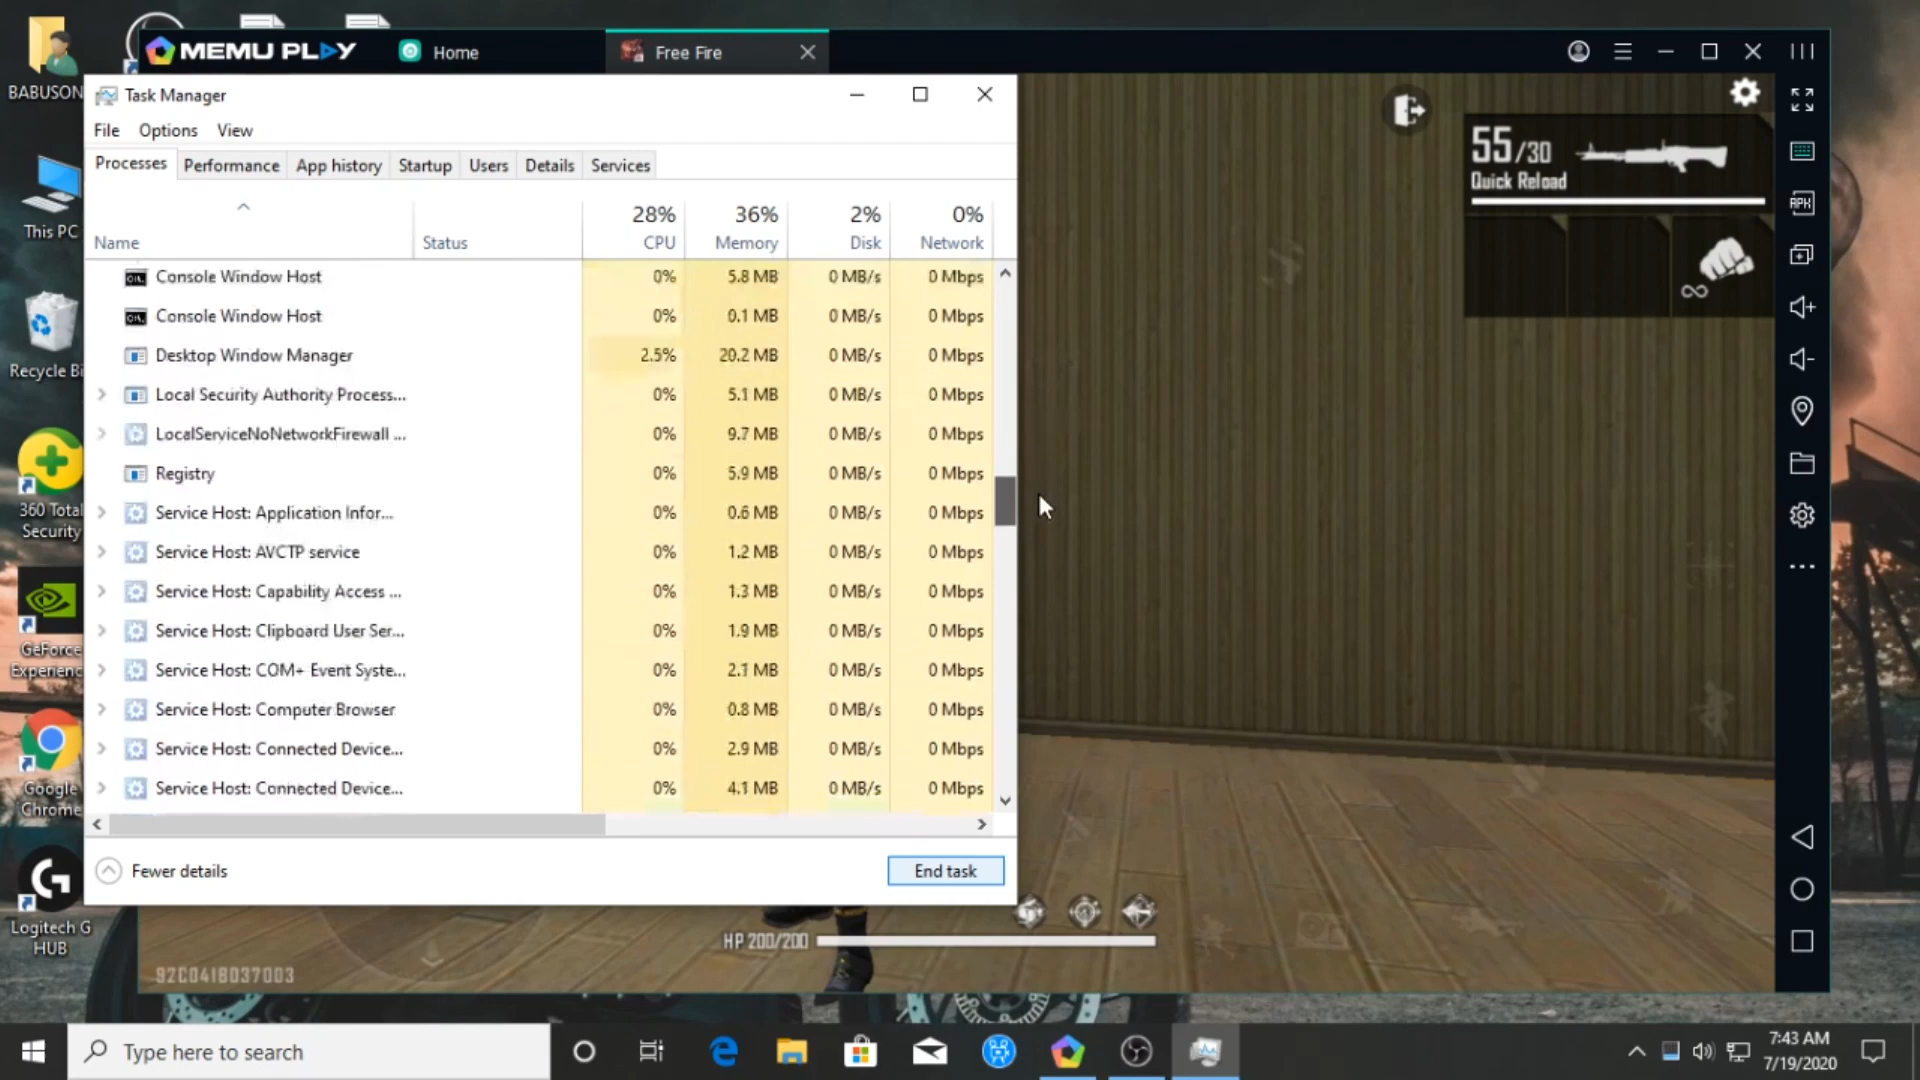 MEMU PLAY
Home
Free Fire
BABUSON
Task Manager
File Options View
Processes Performance App history Startup Users Details Services
28% 36% 2% 0%
Name Status CPU Memory Disk Network
Console Window Host 0% 5.8 MB 0 MB/s 0 Mbps
Console Window Host 0% 0.1 MB 0 MB/s 0 Mbps
Desktop Window Manager 2.5% 20.2 MB 0 MB/s 0 Mbps
Local Security Authority Process... 0% 5.1 MB 0 MB/s 0 Mbps
LocalServiceNoNetworkFirewall ... 0% 9.7 MB 0 MB/s 0 Mbps
Registry 0% 5.9 MB 0 MB/s 0 Mbps
Service Host: Application Infor... 0% 0.6 MB 0 MB/s 0 Mbps
Service Host: AVCTP service 0% 1.2 MB 0 MB/s 0 Mbps
Service Host: Capability Access ... 0% 1.3 MB 0 MB/s 0 Mbps
Service Host: Clipboard User Ser... 0% 1.9 MB 0 MB/s 0 Mbps
Service Host: COM+ Event Syste... 0% 2.1 MB 0 MB/s 0 Mbps
Service Host: Computer Browser 0% 0.8 MB 0 MB/s 0 Mbps
Service Host: Connected Device... 0% 2.9 MB 0 MB/s 0 Mbps
Service Host: Connected Device... 0% 4.1 MB 0 MB/s 0 Mbps
Fewer details
End task
This PC
Recycle Bi
360 Total
Security
GeForce
Experienc
Google
Chrome
Logitech G
HUB
55/30
Quick Reload
APK
HP 200/200
92C041B037003
Type here to search
7:43 AM
7/19/2020